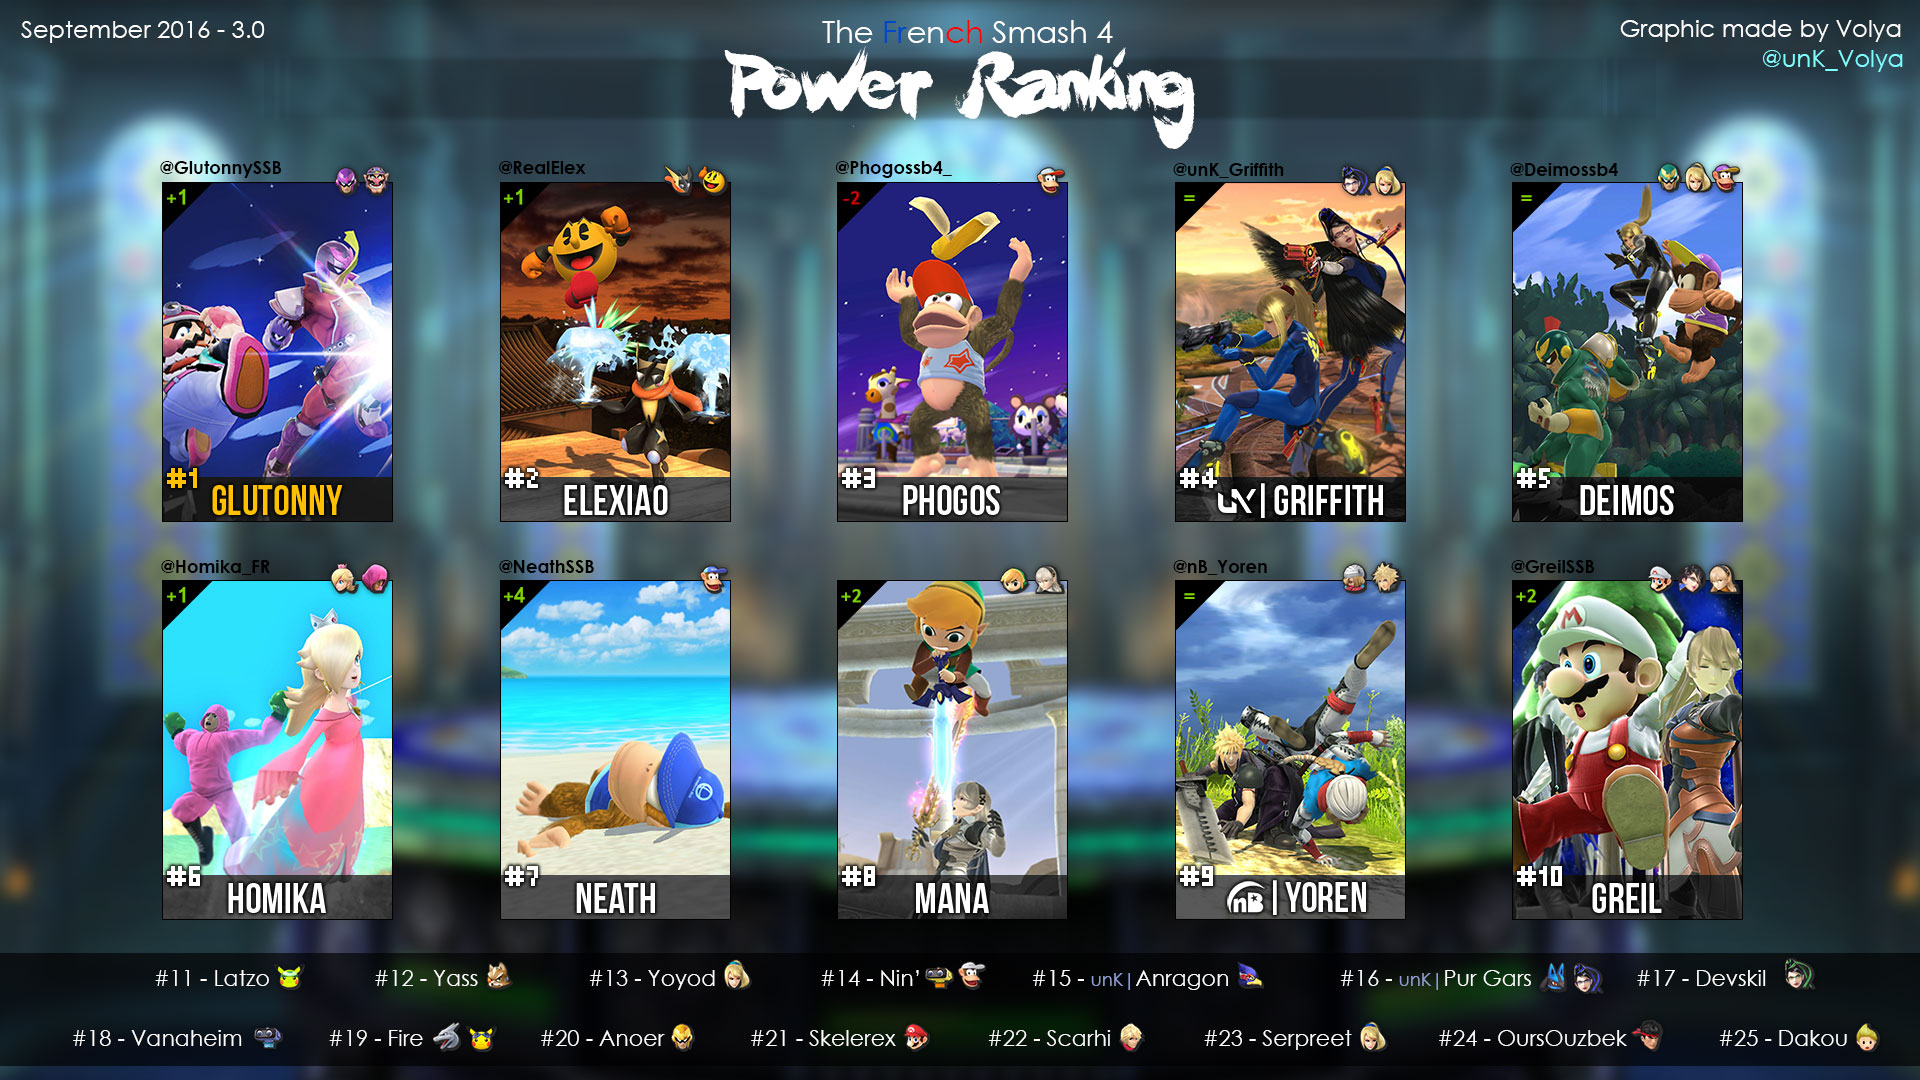 September 2016 - 3.0
The French Smash 4
Power Ranking
Graphic made by Volya
@unK_Volya
@GlutonnySSB
+1
#1
GLUTONNY
@RealElex
+1
#2
ELEXIAO
@Phogossb4_
-2
#3
PHOGOS
@unK_Griffith
=
#4
unK | GRIFFITH
@Deimossb4
=
#5
DEIMOS
@Homika_FR
+1
#6
HOMIKA
@NeathSSB
+4
#7
NEATH
+2
#8
MANA
@nB_Yoren
=
#9
nB | YOREN
@GreilSSB
+2
#10
GREIL
#11 - Latzo
#12 - Yass
#13 - Yoyod
#14 - Nin'
#15 - unK| Anragon
#16 - unK| Pur Gars
#17 - Devskil
#18 - Vanaheim
#19 - Fire
#20 - Anoer
#21 - Skelerex
#22 - Scarhi
#23 - Serpreet
#24 - OursOuzbek
#25 - Dakou